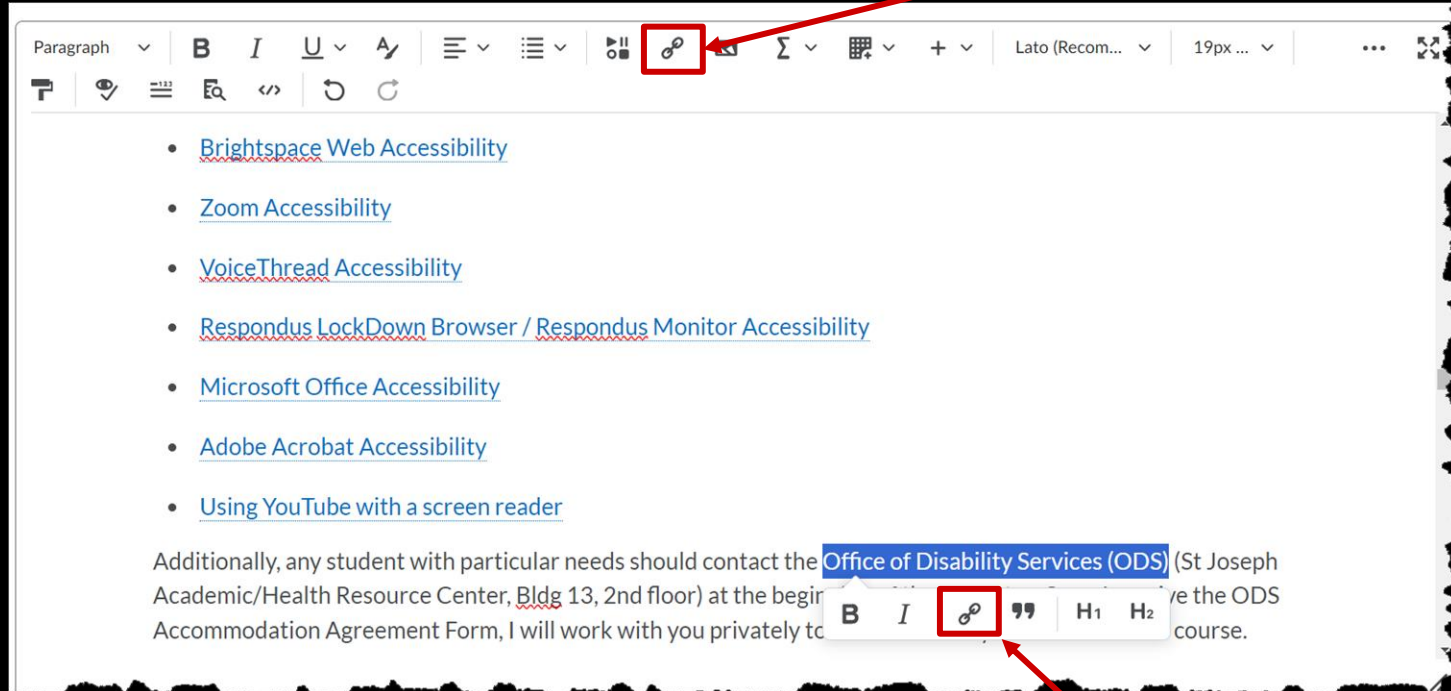 Paragraph B I U Σ + Lato (Recom... 19px ... •••
</>
Brightspace Web Accessibility
Zoom Accessibility
VoiceThread Accessibility
Respondus LockDown Browser / Respondus Monitor Accessibility
Microsoft Office Accessibility
Adobe Acrobat Accessibility
Using YouTube with a screen reader
Additionally, any student with particular needs should contact the Office of Disability Services (ODS) (St Joseph
Academic/Health Resource Center, Bldg 13, 2nd floor) at the the ODS
Accommodation Agreement Form, I will work with you privately to course.
B I H1 H2